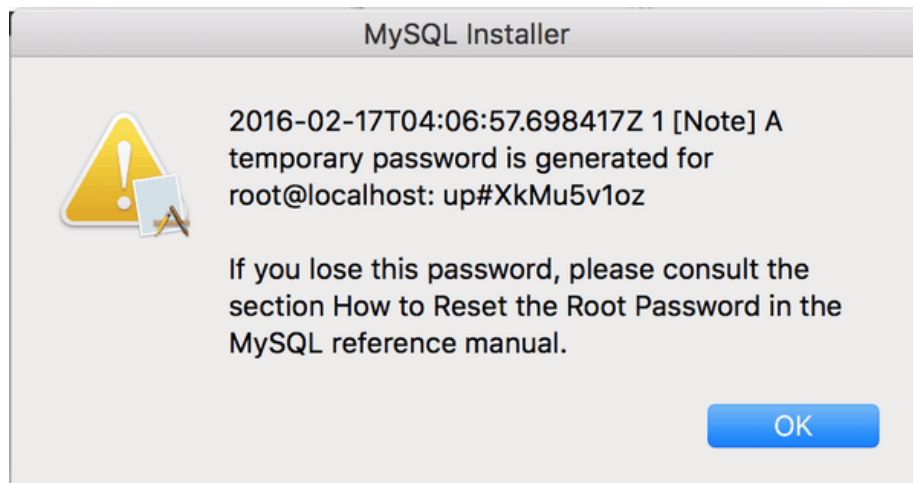 MySQL Installer
2016-02-17T04:06:57.698417Z 1 [Note] A
temporary password is generated for
root@localhost: up#XkMu5v1oz
If you lose this password, please consult the
section How to Reset the Root Password in the
MySQL reference manual.
OK